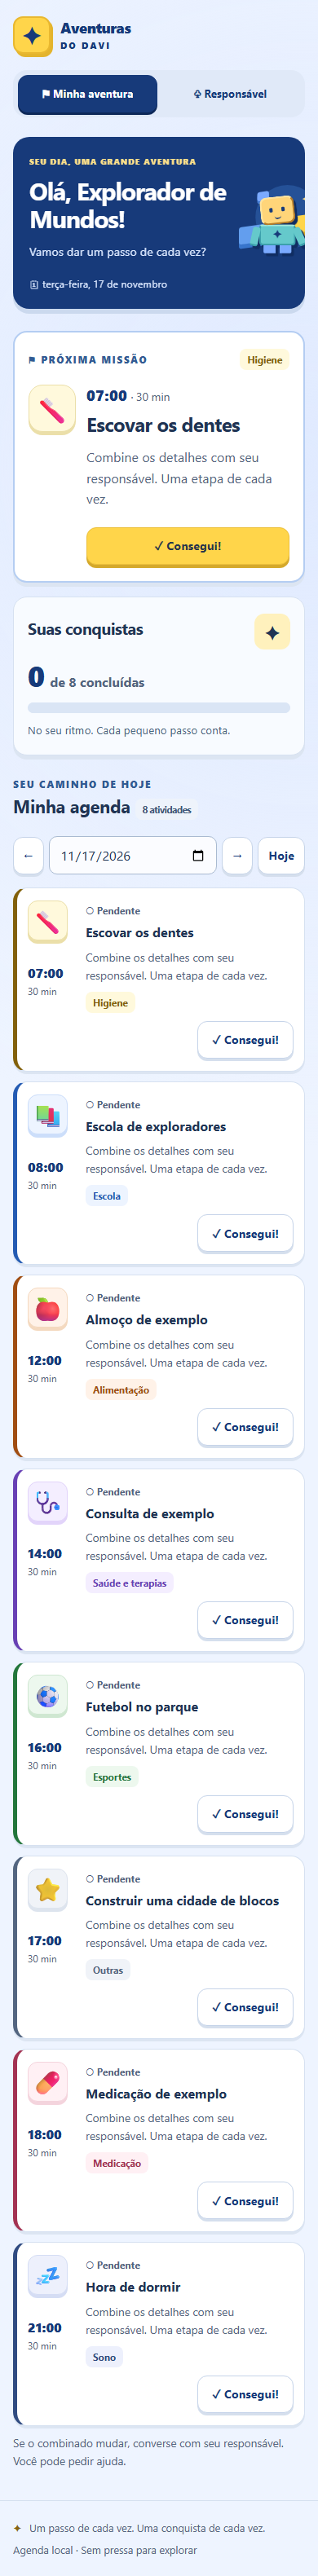 Aventuras
DO DAVI
Minha aventura
Responsável
SEU DIA, UMA GRANDE AVENTURA
Olá, Explorador de
Mundos!
Vamos dar um passo de cada vez?
terça-feira, 17 de novembro
PRÓXIMA MISSÃO
Higiene
07:00 · 30 min
Escovar os dentes
Combine os detalhes com seu
responsável. Uma etapa de cada
vez.
✓ Consegui!
Suas conquistas
0 de 8 concluídas
No seu ritmo. Cada pequeno passo conta.
SEU CAMINHO DE HOJE
Minha agenda
8 atividades
←
11/17/2026
→
Hoje
Pendente
Escovar os dentes
07:00
30 min
Combine os detalhes com seu
responsável. Uma etapa de cada vez.
Higiene
✓ Consegui!
Pendente
Escola de exploradores
08:00
30 min
Combine os detalhes com seu
responsável. Uma etapa de cada vez.
Escola
✓ Consegui!
Pendente
Almoço de exemplo
12:00
30 min
Combine os detalhes com seu
responsável. Uma etapa de cada vez.
Alimentação
✓ Consegui!
Pendente
Consulta de exemplo
14:00
30 min
Combine os detalhes com seu
responsável. Uma etapa de cada vez.
Saúde e terapias
✓ Consegui!
Pendente
Futebol no parque
16:00
30 min
Combine os detalhes com seu
responsável. Uma etapa de cada vez.
Esportes
✓ Consegui!
Pendente
Construir uma cidade de blocos
17:00
30 min
Combine os detalhes com seu
responsável. Uma etapa de cada vez.
Outras
✓ Consegui!
Pendente
Medicação de exemplo
18:00
30 min
Combine os detalhes com seu
responsável. Uma etapa de cada vez.
Medicação
✓ Consegui!
Pendente
Hora de dormir
21:00
30 min
Combine os detalhes com seu
responsável. Uma etapa de cada vez.
Sono
✓ Consegui!
Se o combinado mudar, converse com seu responsável.
Você pode pedir ajuda.
Um passo de cada vez. Uma conquista de cada vez.
Agenda local · Sem pressa para explorar